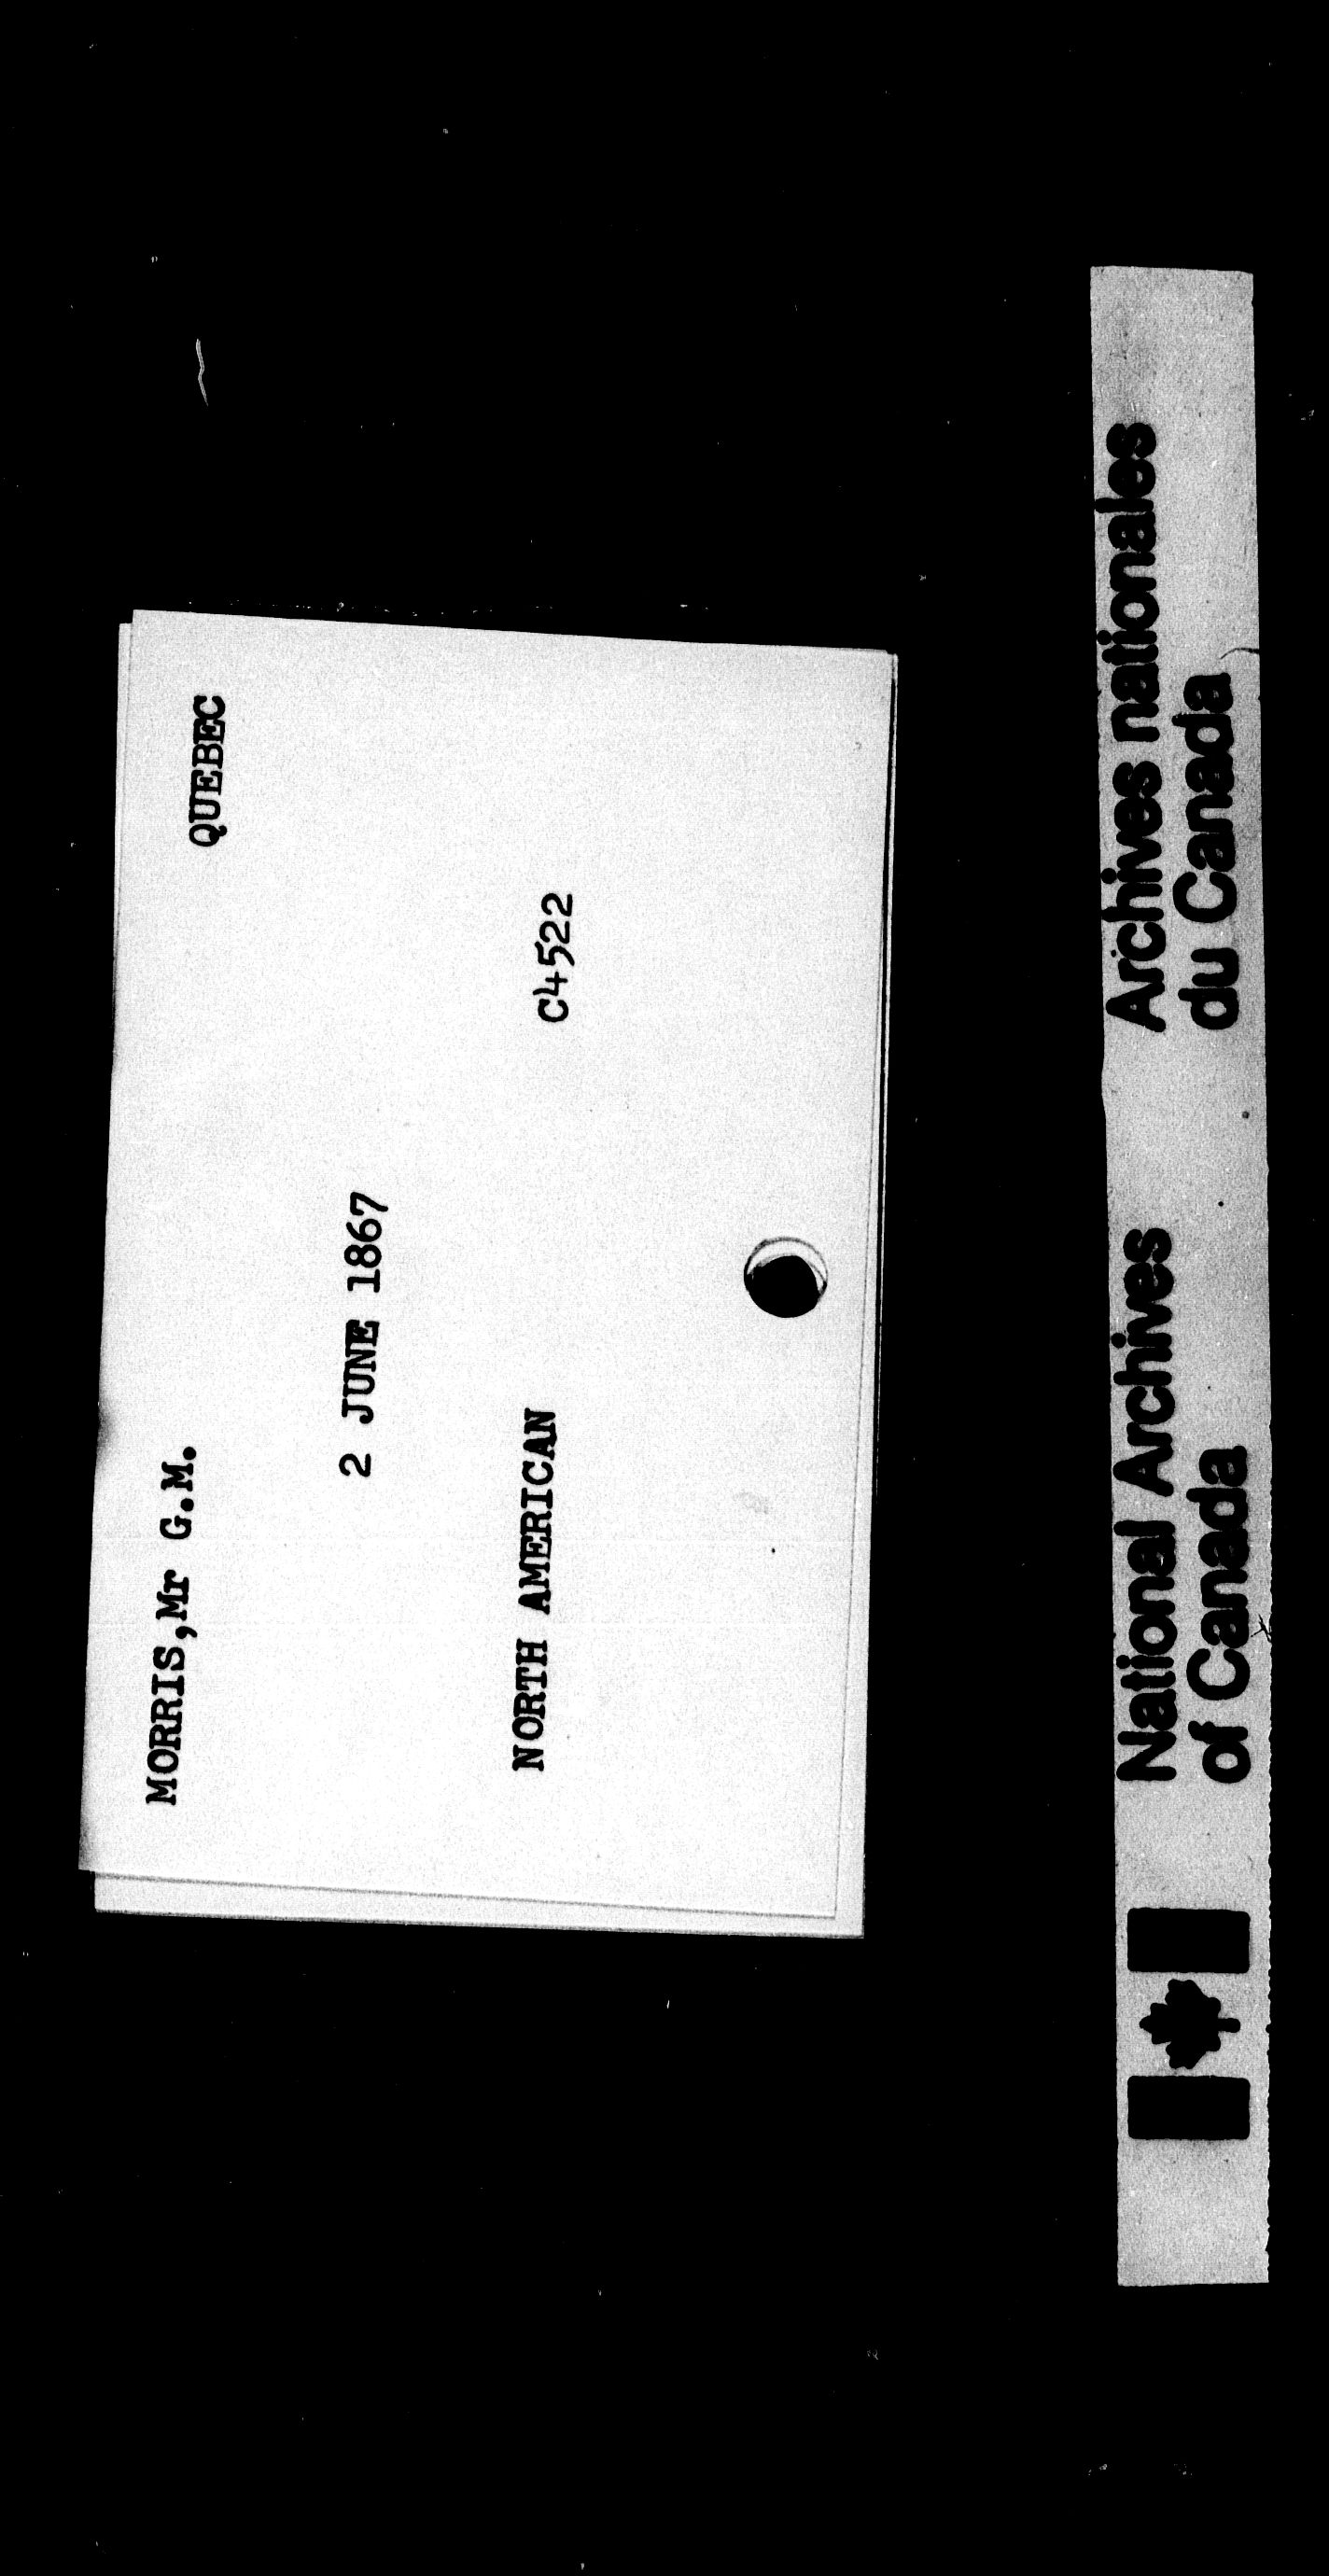 MORRIS,Mr G.M. QUEBEC
2 JUNE 1867
NORTH AMERICAN C4522
National Archives Archives nationales
of Canada du Canada